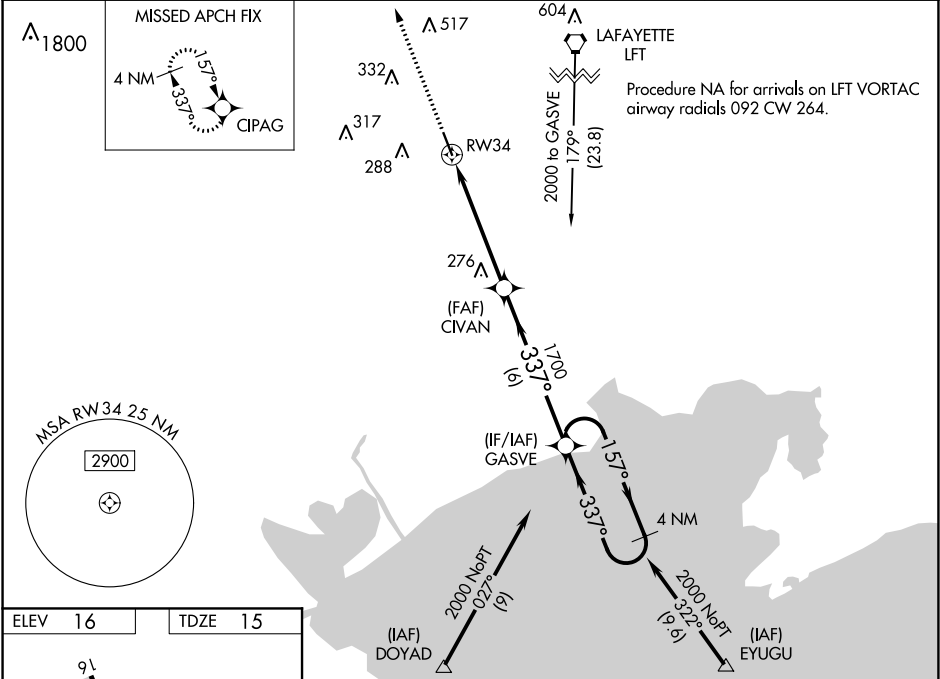 1800
MISSED APCH FIX
4 NM
157°
337°
CIPAG
517
332
317
288
RW34
604
LAFAYETTE
LFT
Procedure NA for arrivals on LFT VORTAC
airway radials 092 CW 264.
2000 to GASVE
179°
(23.8)
276
(FAF)
CIVAN
1700
337°
(6)
MSA RW34 25 NM
2900
(IF/IAF)
GASVE
157°
337°
4 NM
2000 NoPT
027°
(9)
2000 NoPT
322°
(9.6)
(IAF)
DOYAD
(IAF)
EYUGU
ELEV 16
TDZE 15
16